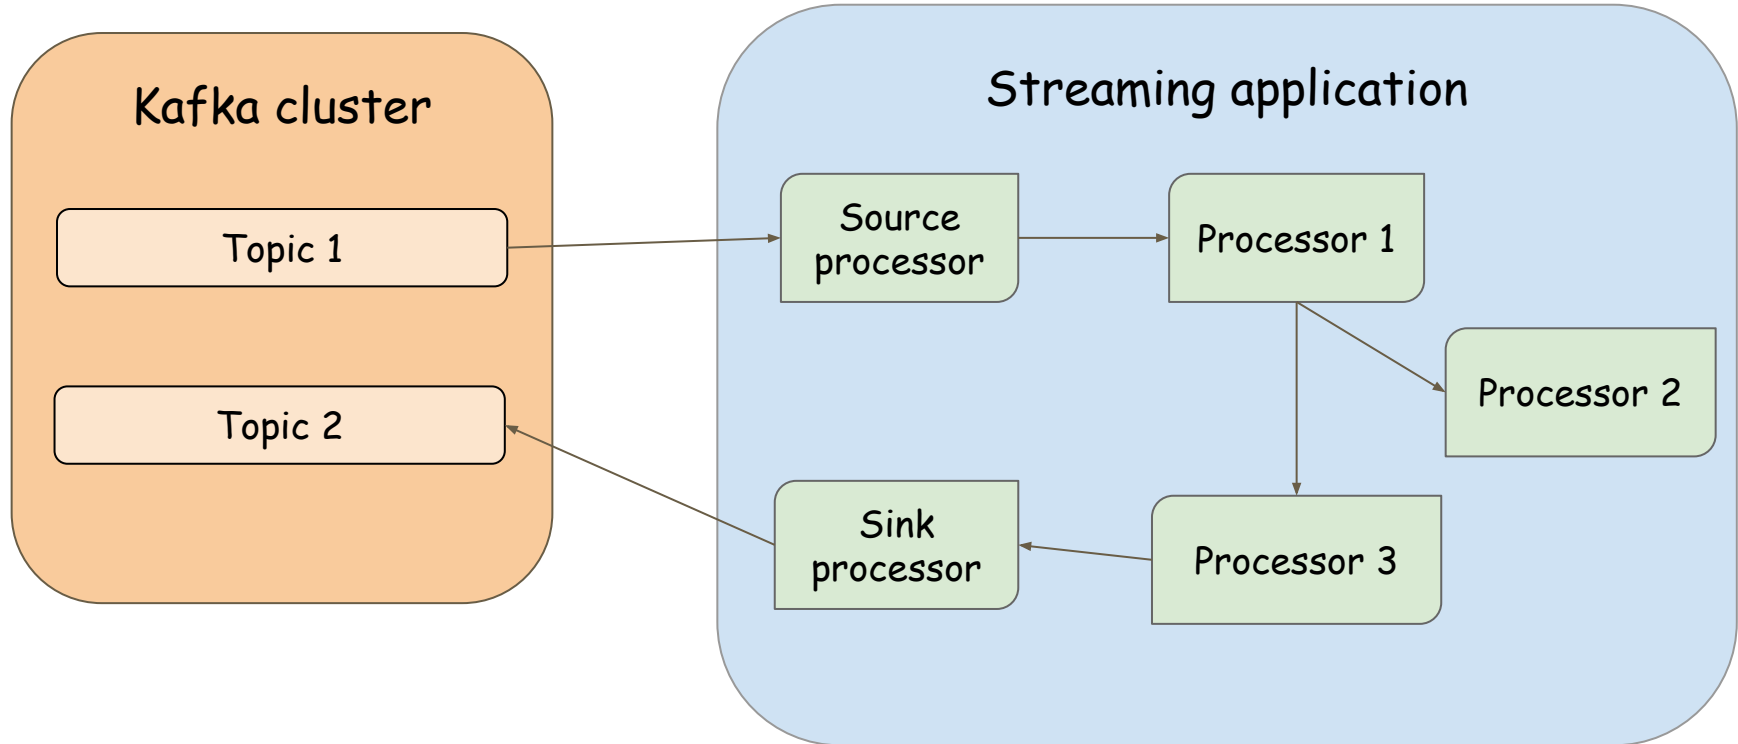 Kafka cluster
Topic 1
Topic 2
Streaming application
Source
processor
Processor 1
Processor 2
Sink
processor
Processor 3